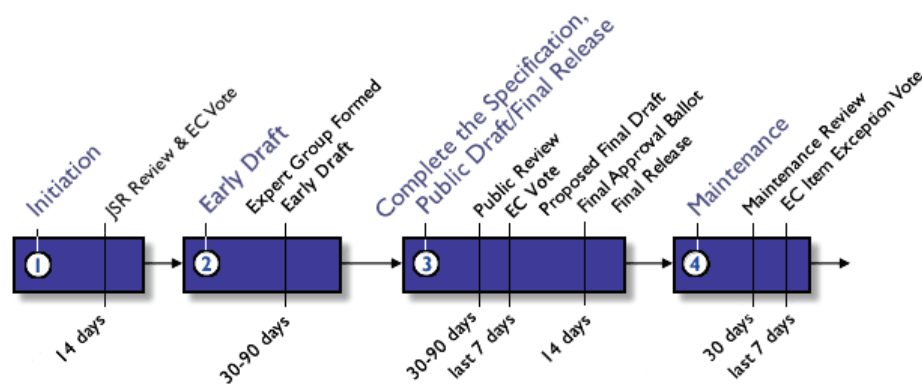 Initiation
JSR Review & EC Vote
Early Draft
Expert Group Formed
Early Draft
Complete the Specification,
Public Draft/Final Release
Public Review
EC Vote
Proposed Final Draft
Final Approval Ballot
Final Release
Maintenance
Maintenance Review
EC Item Exception Vote
1
2
3
4
14 days
30-90 days
30-90 days
last 7 days
14 days
30 days
last 7 days